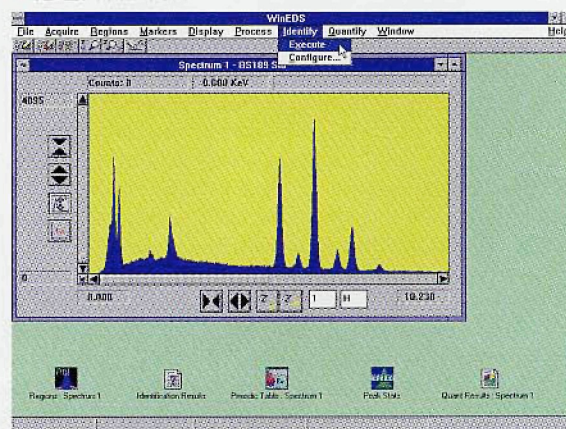 WinEDS
File Acquire Regions Markers Display Process Identify Quantify Window Help
Execute
Configure...
Spectrum 1 - BS189 Std
Counts: 0 0.000 KeV
4095
0
0.000 1 H 10.230
Regions: Spectrum 1 Identification Results Periodic Table: Spectrum 1 Peak Stats Quant Results: Spectrum 1